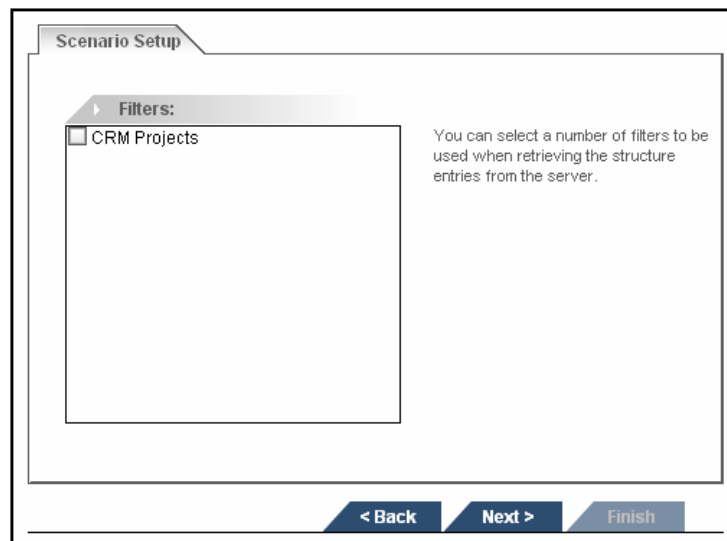 Scenario Setup
Filters:
CRM Projects
You can select a number of filters to be
used when retrieving the structure
entries from the server.
< Back
Next >
Finish